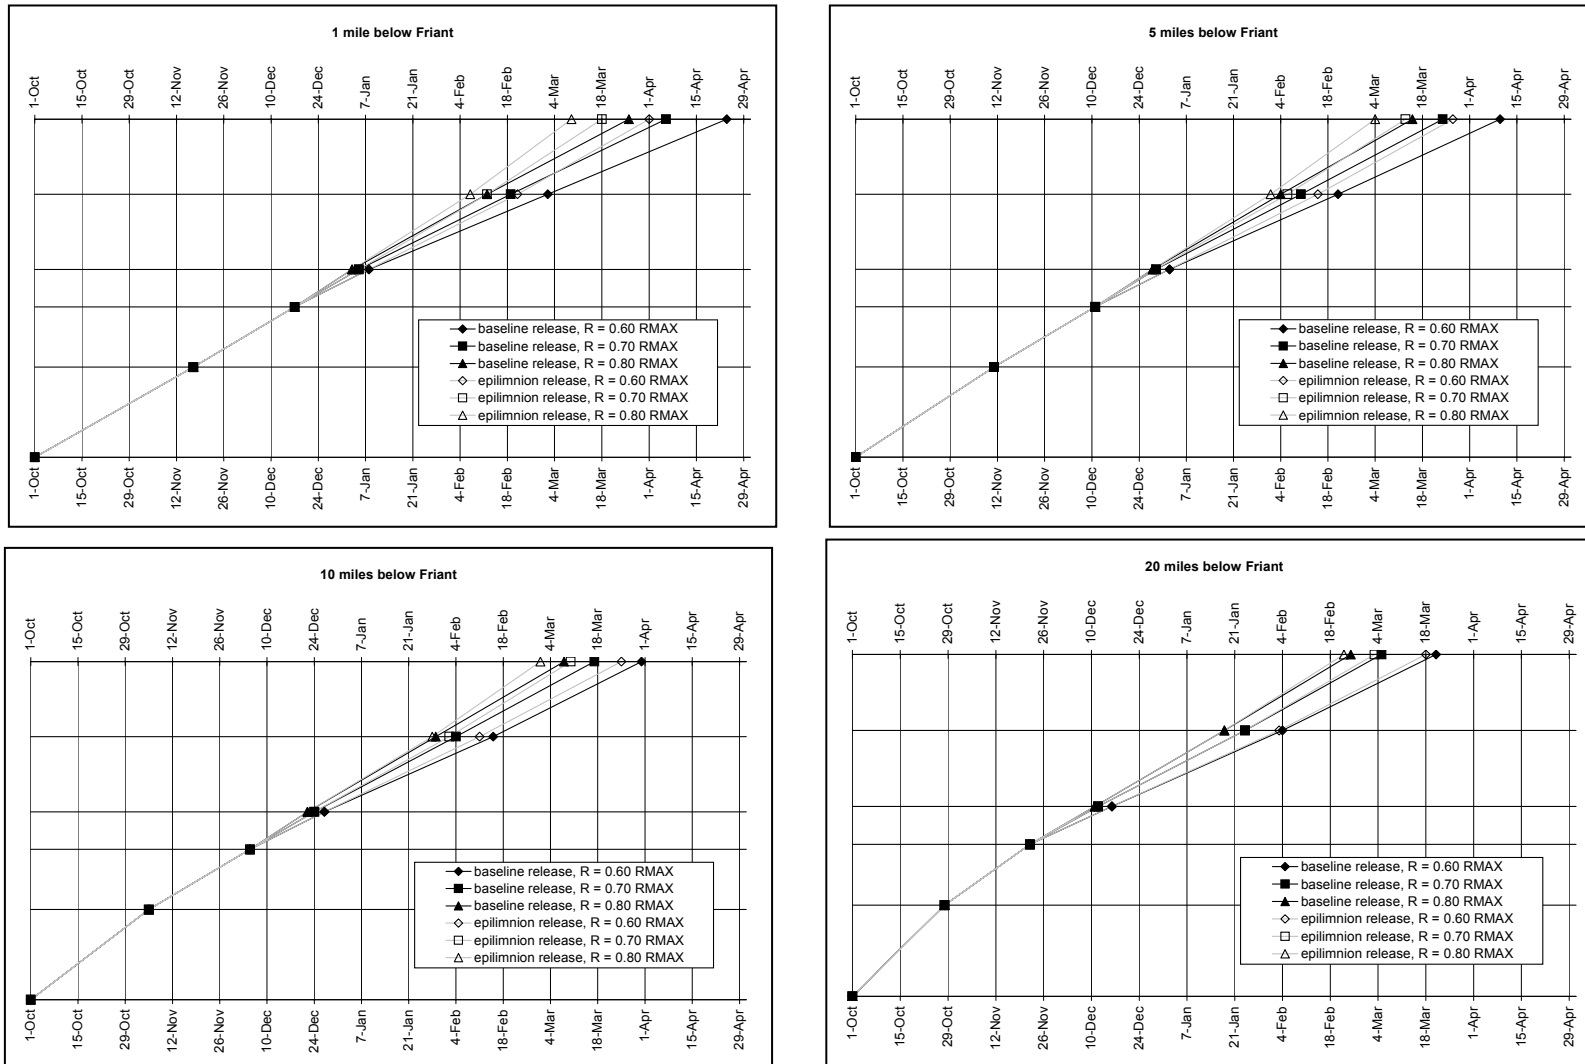 1 mile below Friant
1-Oct 15-Oct 29-Oct 12-Nov 26-Nov 10-Dec 24-Dec 7-Jan 21-Jan 4-Feb 18-Feb 4-Mar 18-Mar 1-Apr 15-Apr 29-Apr
baseline release, R = 0.60 RMAX
baseline release, R = 0.70 RMAX
baseline release, R = 0.80 RMAX
epilimnion release, R = 0.60 RMAX
epilimnion release, R = 0.70 RMAX
epilimnion release, R = 0.80 RMAX
1-Oct 15-Oct 29-Oct 12-Nov 26-Nov 10-Dec 24-Dec 7-Jan 21-Jan 4-Feb 18-Feb 4-Mar 18-Mar 1-Apr 15-Apr 29-Apr
5 miles below Friant
1-Oct 15-Oct 29-Oct 12-Nov 26-Nov 10-Dec 24-Dec 7-Jan 21-Jan 4-Feb 18-Feb 4-Mar 18-Mar 1-Apr 15-Apr 29-Apr
baseline release, R = 0.60 RMAX
baseline release, R = 0.70 RMAX
baseline release, R = 0.80 RMAX
epilimnion release, R = 0.60 RMAX
epilimnion release, R = 0.70 RMAX
epilimnion release, R = 0.80 RMAX
1-Oct 15-Oct 29-Oct 12-Nov 26-Nov 10-Dec 24-Dec 7-Jan 21-Jan 4-Feb 18-Feb 4-Mar 18-Mar 1-Apr 15-Apr 29-Apr
10 miles below Friant
1-Oct 15-Oct 29-Oct 12-Nov 26-Nov 10-Dec 24-Dec 7-Jan 21-Jan 4-Feb 18-Feb 4-Mar 18-Mar 1-Apr 15-Apr 29-Apr
baseline release, R = 0.60 RMAX
baseline release, R = 0.70 RMAX
baseline release, R = 0.80 RMAX
epilimnion release, R = 0.60 RMAX
epilimnion release, R = 0.70 RMAX
epilimnion release, R = 0.80 RMAX
1-Oct 15-Oct 29-Oct 12-Nov 26-Nov 10-Dec 24-Dec 7-Jan 21-Jan 4-Feb 18-Feb 4-Mar 18-Mar 1-Apr 15-Apr 29-Apr
20 miles below Friant
1-Oct 15-Oct 29-Oct 12-Nov 26-Nov 10-Dec 24-Dec 7-Jan 21-Jan 4-Feb 18-Feb 4-Mar 18-Mar 1-Apr 15-Apr 29-Apr
baseline release, R = 0.60 RMAX
baseline release, R = 0.70 RMAX
baseline release, R = 0.80 RMAX
epilimnion release, R = 0.60 RMAX
epilimnion release, R = 0.70 RMAX
epilimnion release, R = 0.80 RMAX
1-Oct 15-Oct 29-Oct 12-Nov 26-Nov 10-Dec 24-Dec 7-Jan 21-Jan 4-Feb 18-Feb 4-Mar 18-Mar 1-Apr 15-Apr 29-Apr